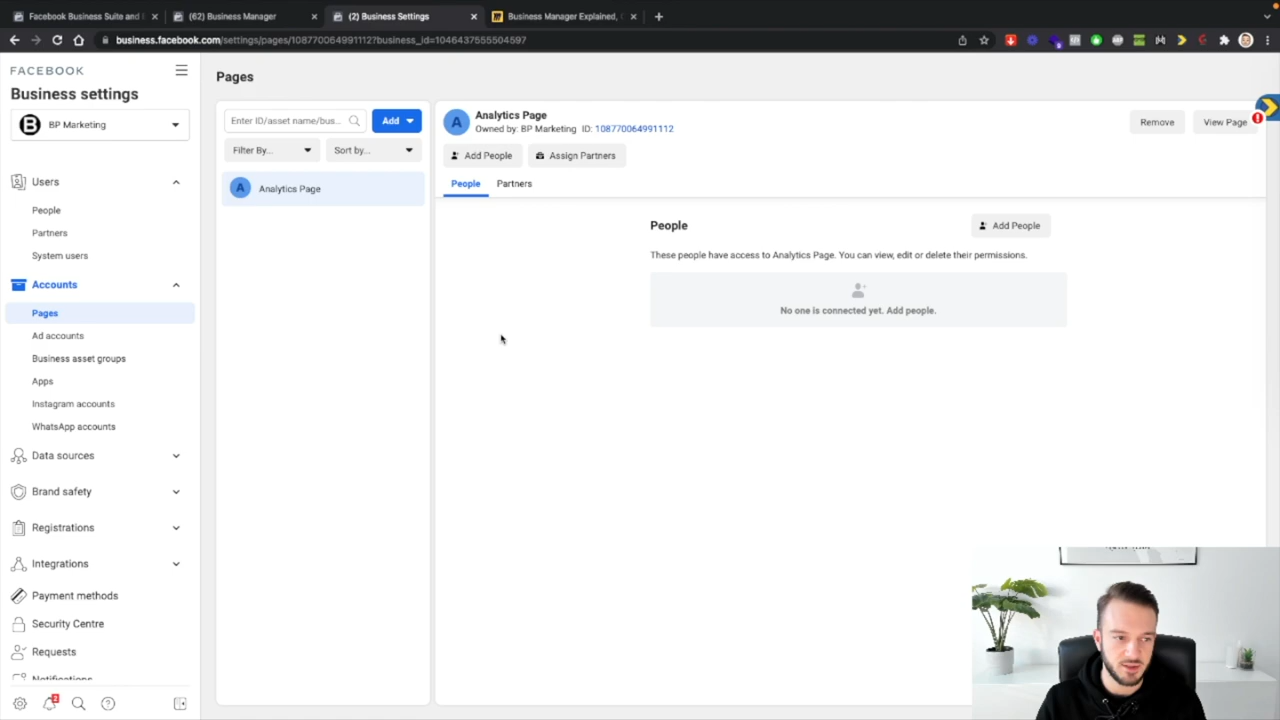 Facebook Business Suite and
(62) Business Manager
(2) Business Settings
Business Manager Explained,
business.facebook.com/settings/pages/108770064991112?business_id=1046437555504597
FACEBOOK
Business settings
BP Marketing
Users
People
Partners
System users
Accounts
Pages
Ad accounts
Business asset groups
Apps
Instagram accounts
WhatsApp accounts
Data sources
Brand safety
Registrations
Integrations
Payment methods
Security Centre
Requests
Notifications
2
Pages
Enter ID/asset name/bus...
Add
Filter By...
Sort by...
A Analytics Page
A
Analytics Page
Owned by: BP Marketing ID: 108770064991112
Remove
View Page
Add People
Assign Partners
People
Partners
People
Add People
These people have access to Analytics Page. You can view, edit or delete their permissions.
No one is connected yet. Add people.